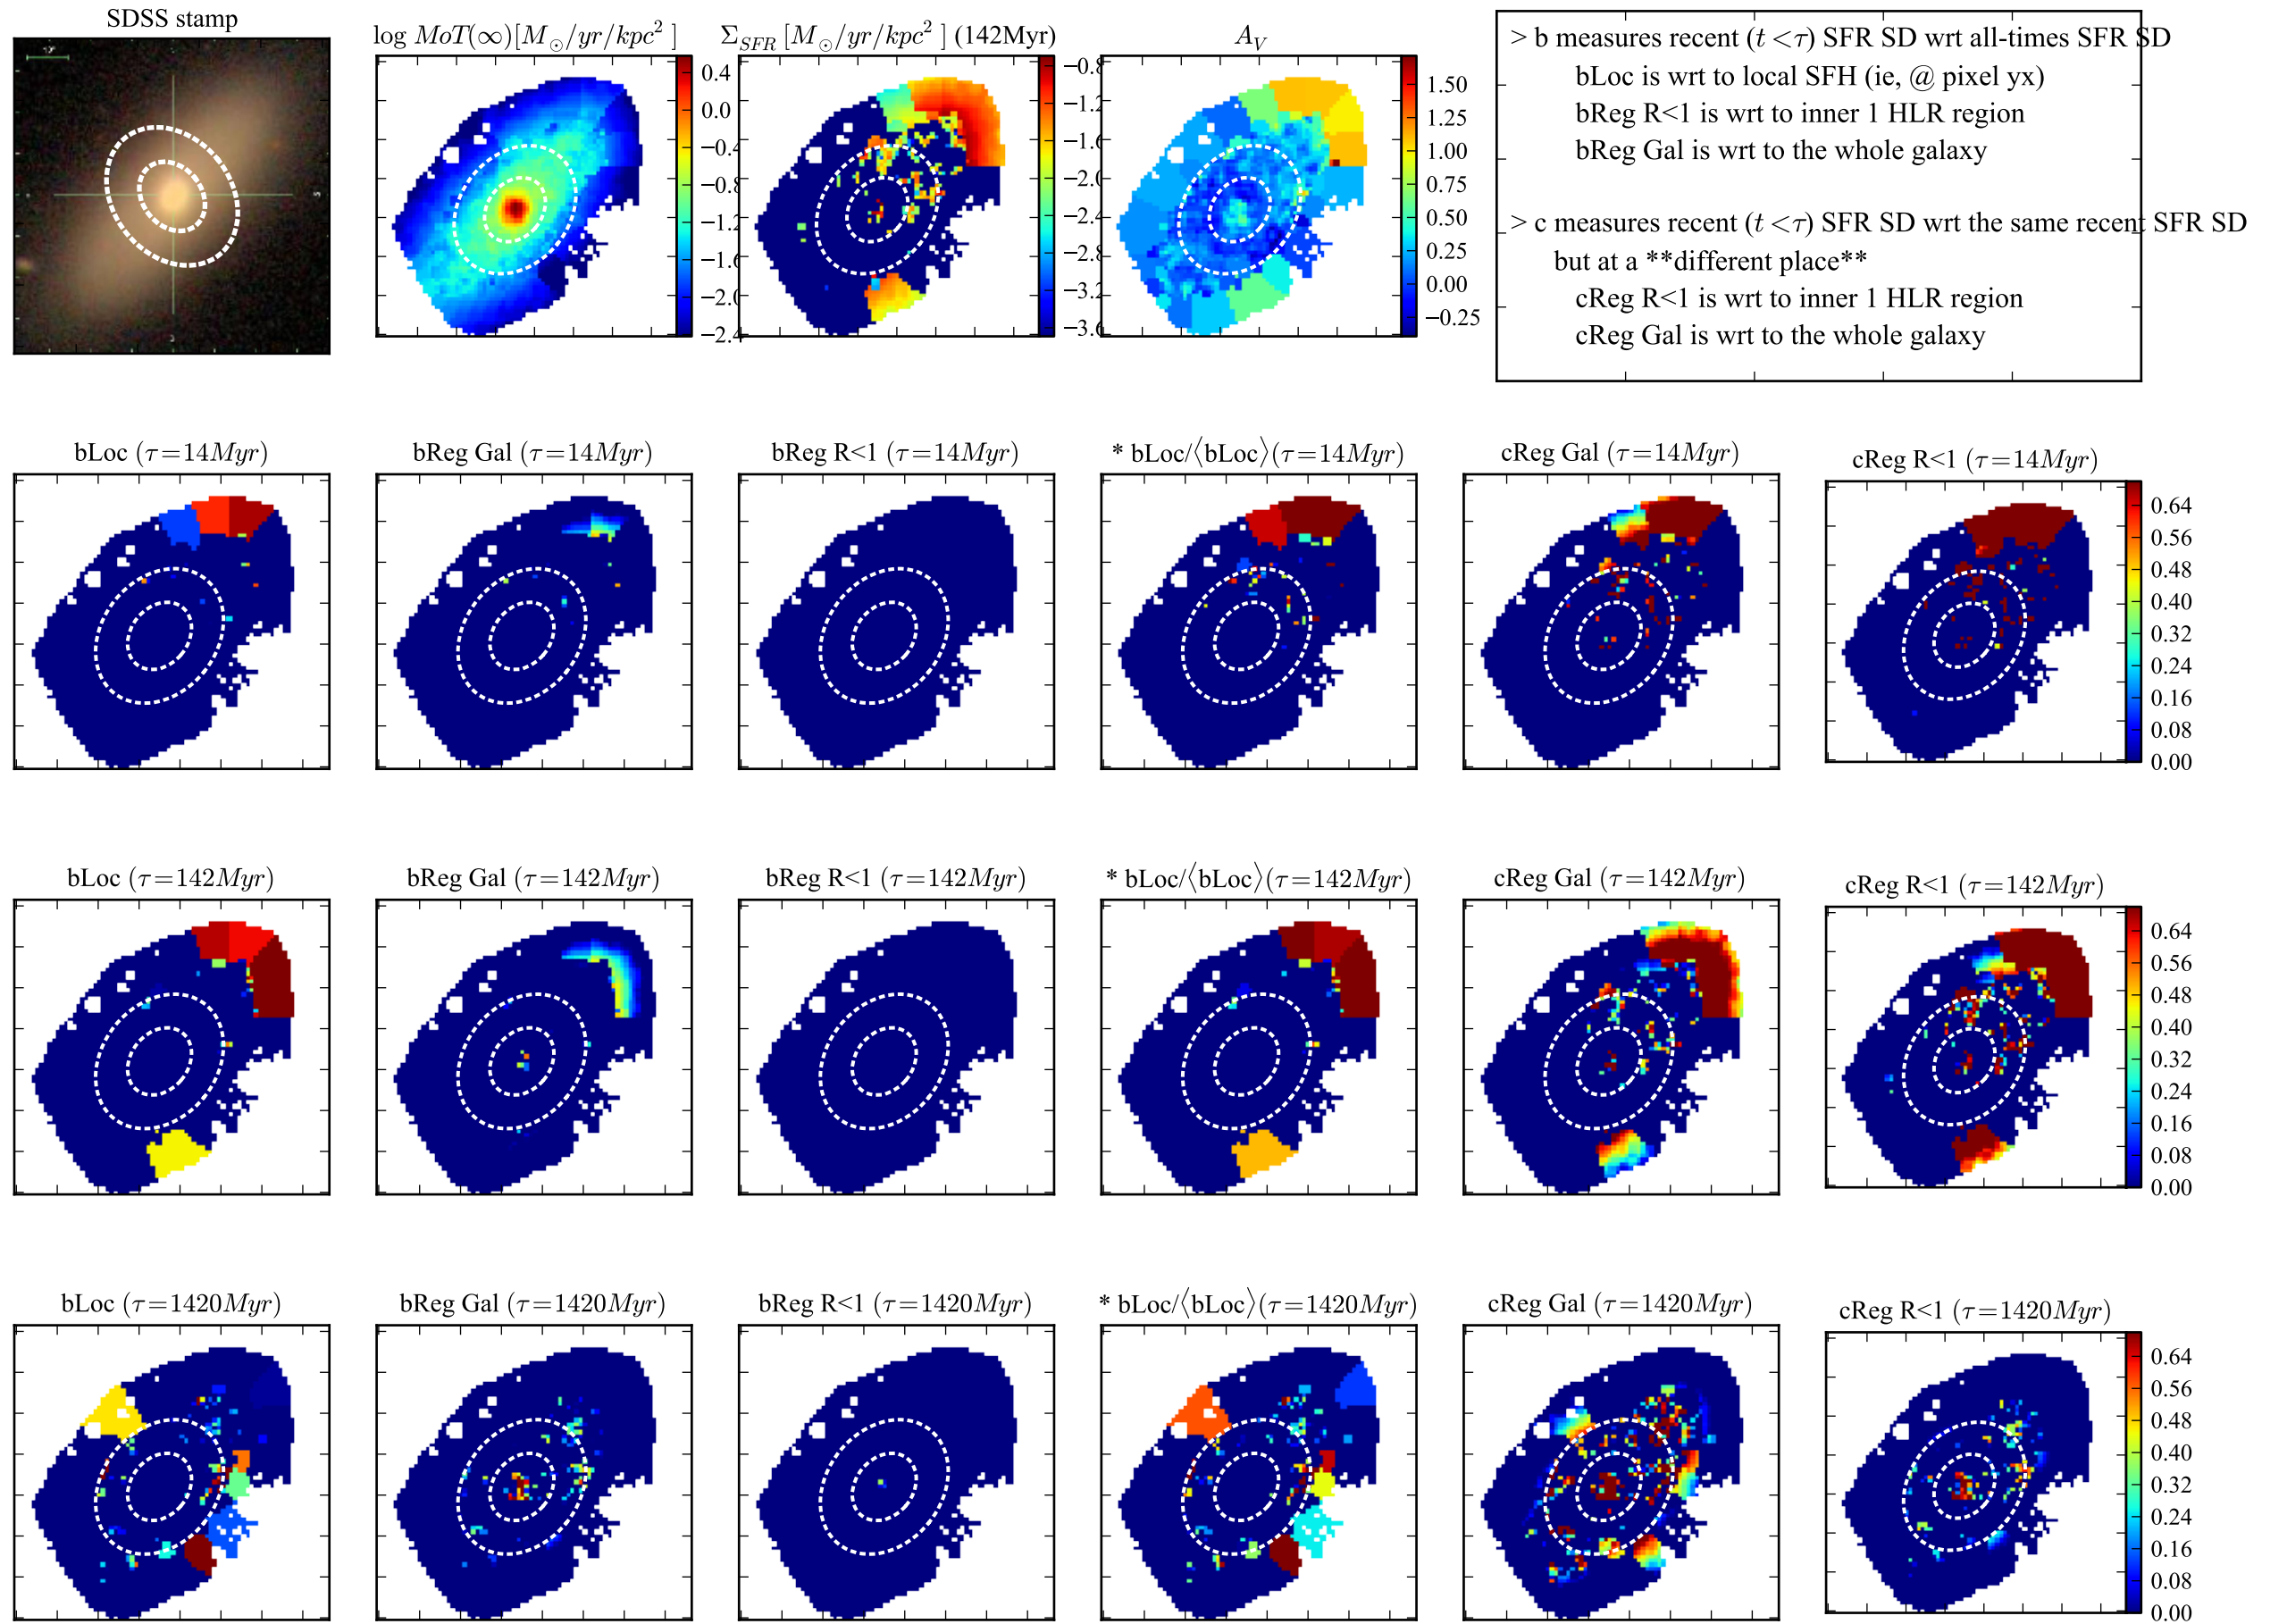 SDSS stamp
log MoT(∞)[M⊙/yr/kpc² ]
Σ_SFR [M⊙/yr/kpc² ] (142Myr)
A_V
0.4
0.0
−0.4
−0.8
−1.2
−1.6
−2.0
−2.4
−0.8
−1.2
−1.6
−2.0
−2.4
−2.8
−3.2
−3.6
1.50
1.25
1.00
0.75
0.50
0.25
0.00
−0.25
> b measures recent (t <τ) SFR SD wrt all-times SFR SD
bLoc is wrt to local SFH (ie, @ pixel yx)
bReg R<1 is wrt to inner 1 HLR region
bReg Gal is wrt to the whole galaxy
> c measures recent (t <τ) SFR SD wrt the same recent SFR SD
but at a **different place**
cReg R<1 is wrt to inner 1 HLR region
cReg Gal is wrt to the whole galaxy
bLoc (τ=14Myr)
bReg Gal (τ=14Myr)
bReg R<1 (τ=14Myr)
* bLoc/⟨bLoc⟩(τ=14Myr)
cReg Gal (τ=14Myr)
cReg R<1 (τ=14Myr)
0.64
0.56
0.48
0.40
0.32
0.24
0.16
0.08
0.00
bLoc (τ=142Myr)
bReg Gal (τ=142Myr)
bReg R<1 (τ=142Myr)
* bLoc/⟨bLoc⟩(τ=142Myr)
cReg Gal (τ=142Myr)
cReg R<1 (τ=142Myr)
0.64
0.56
0.48
0.40
0.32
0.24
0.16
0.08
0.00
bLoc (τ=1420Myr)
bReg Gal (τ=1420Myr)
bReg R<1 (τ=1420Myr)
* bLoc/⟨bLoc⟩(τ=1420Myr)
cReg Gal (τ=1420Myr)
cReg R<1 (τ=1420Myr)
0.64
0.56
0.48
0.40
0.32
0.24
0.16
0.08
0.00